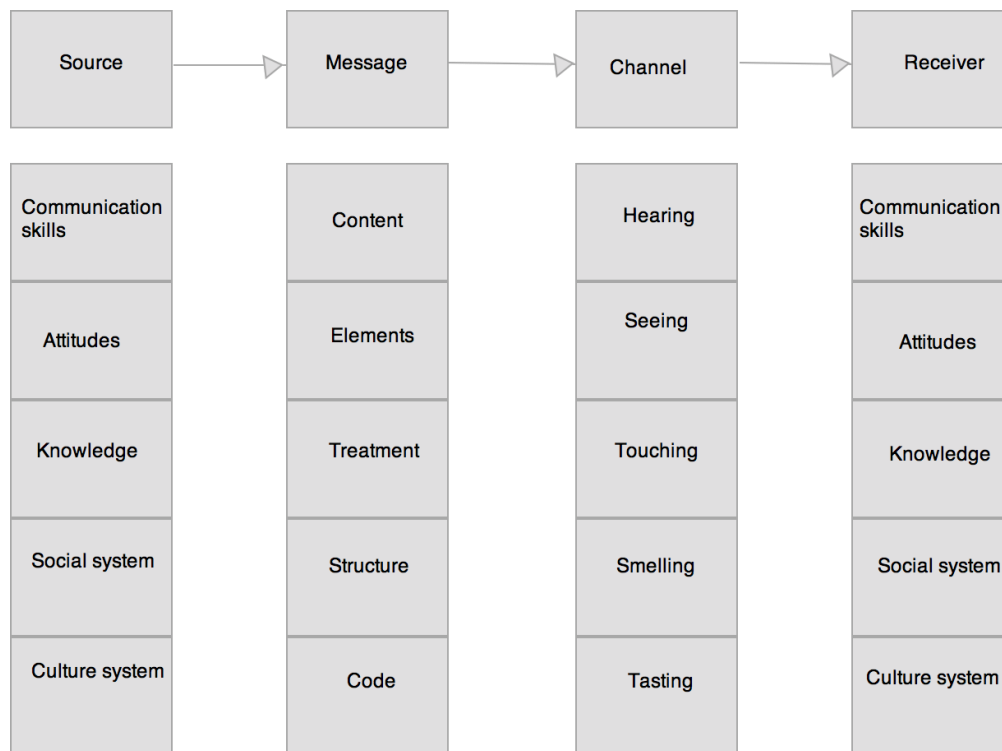 Source
Message
Channel
Receiver
Communication
skills
Content
Hearing
Communication
skills
Attitudes
Elements
Seeing
Attitudes
Knowledge
Treatment
Touching
Knowledge
Social system
Structure
Smelling
Social system
Culture system
Code
Tasting
Culture system